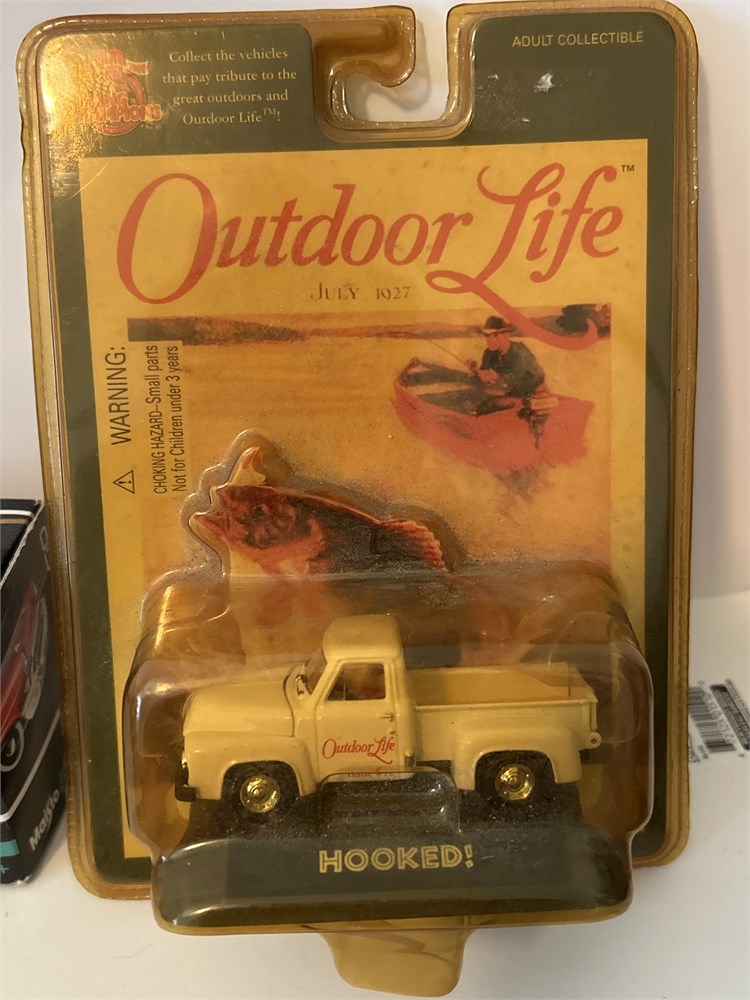 Collect the vehicles
that pay tribute to the
great outdoors and
Outdoor Life™!
ADULT COLLECTIBLE
Outdoor Life™
JULY 1927
⚠ WARNING:
CHOKING HAZARD–Small parts
Not for Children under 3 years
Outdoor Life
HOOKED!
Maisto